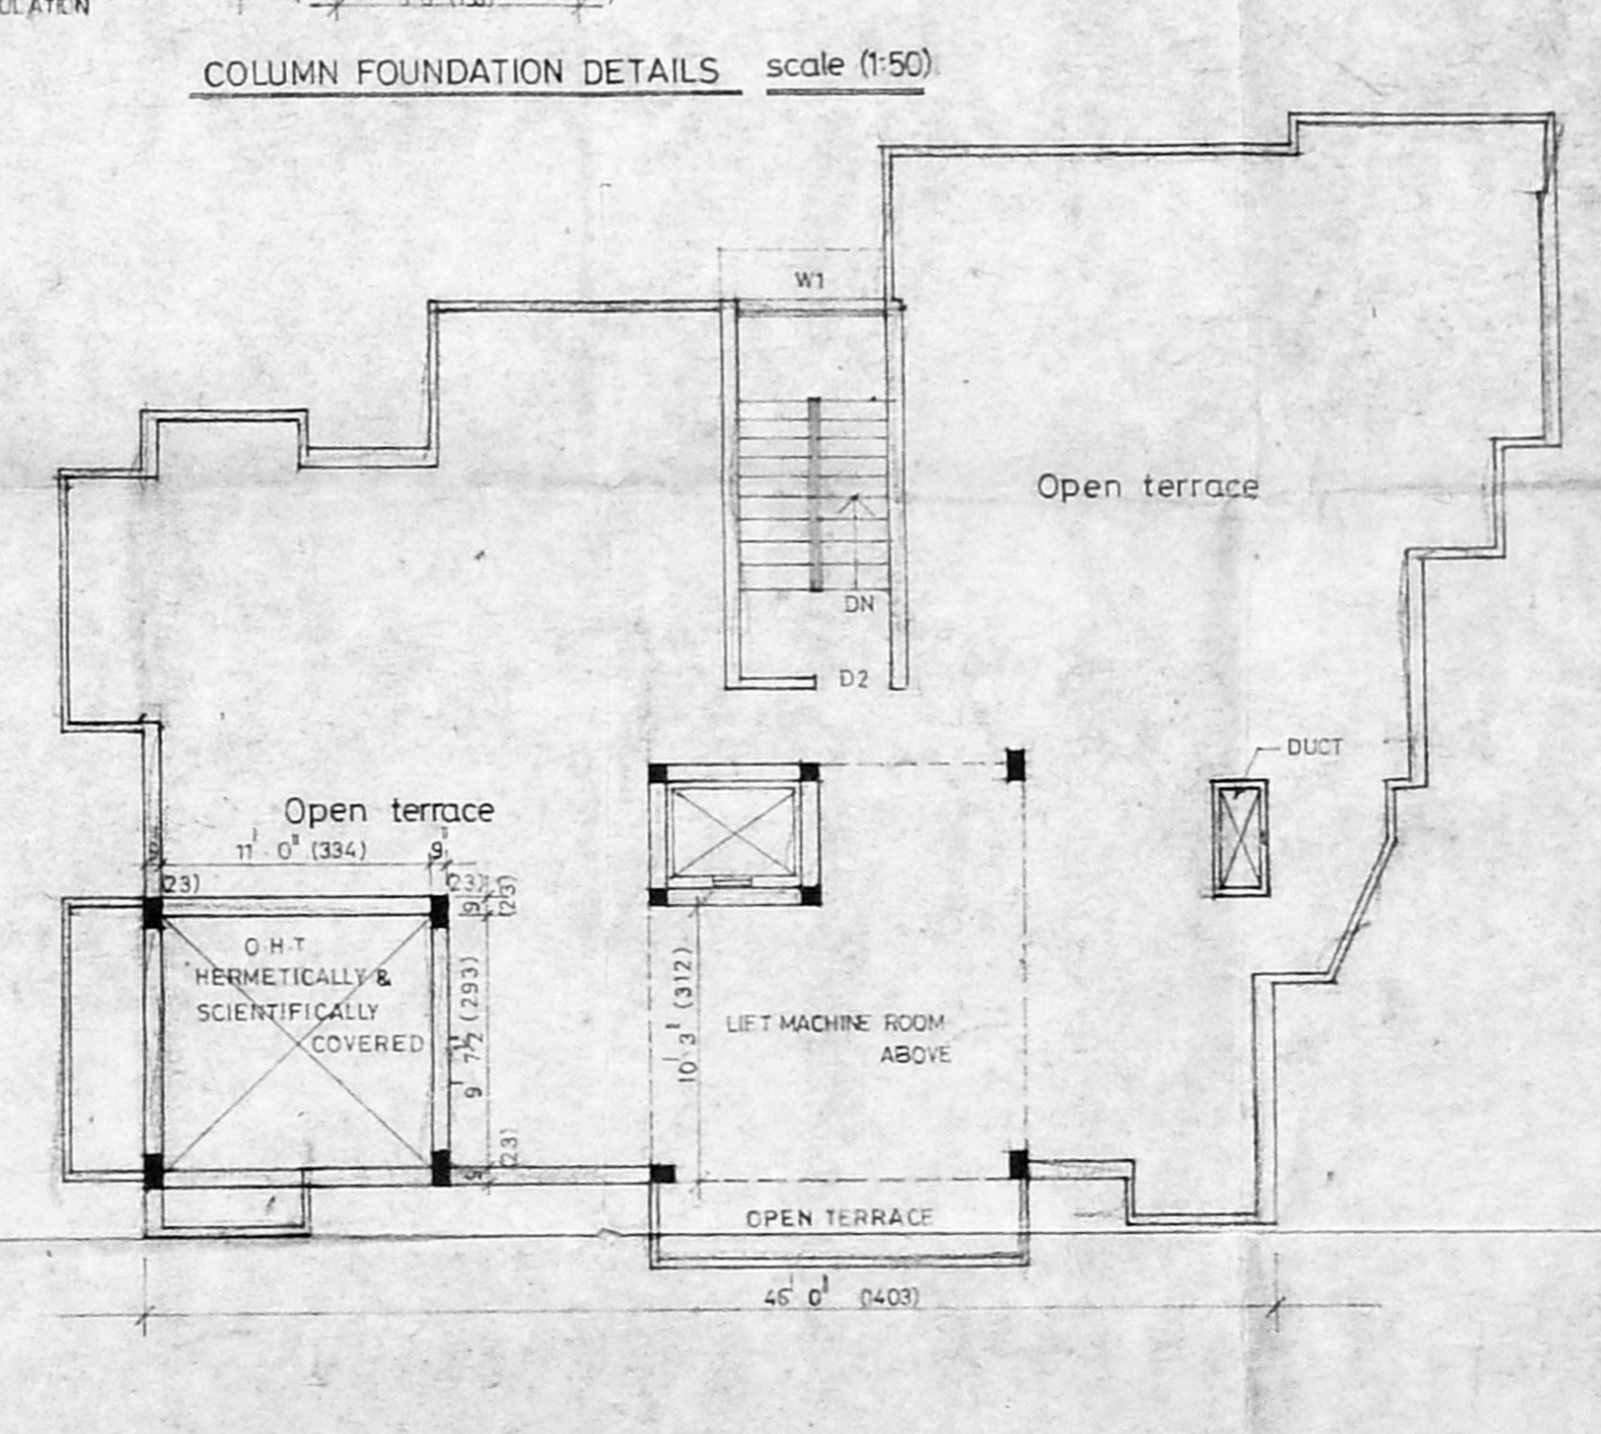 COLUMN FOUNDATION DETAILS scale (1:50)
W1
Open terrace
DN
D2
DUCT
Open terrace
11' 0" (334) 9"
(23) (23) 9" (23)
O.H.T
HERMETICALLY &
SCIENTIFICALLY
COVERED
9' 7½" (293)
(23)
10' 3" (312)
LIFT MACHINE ROOM
ABOVE
OPEN TERRACE
46' 0" (1403)